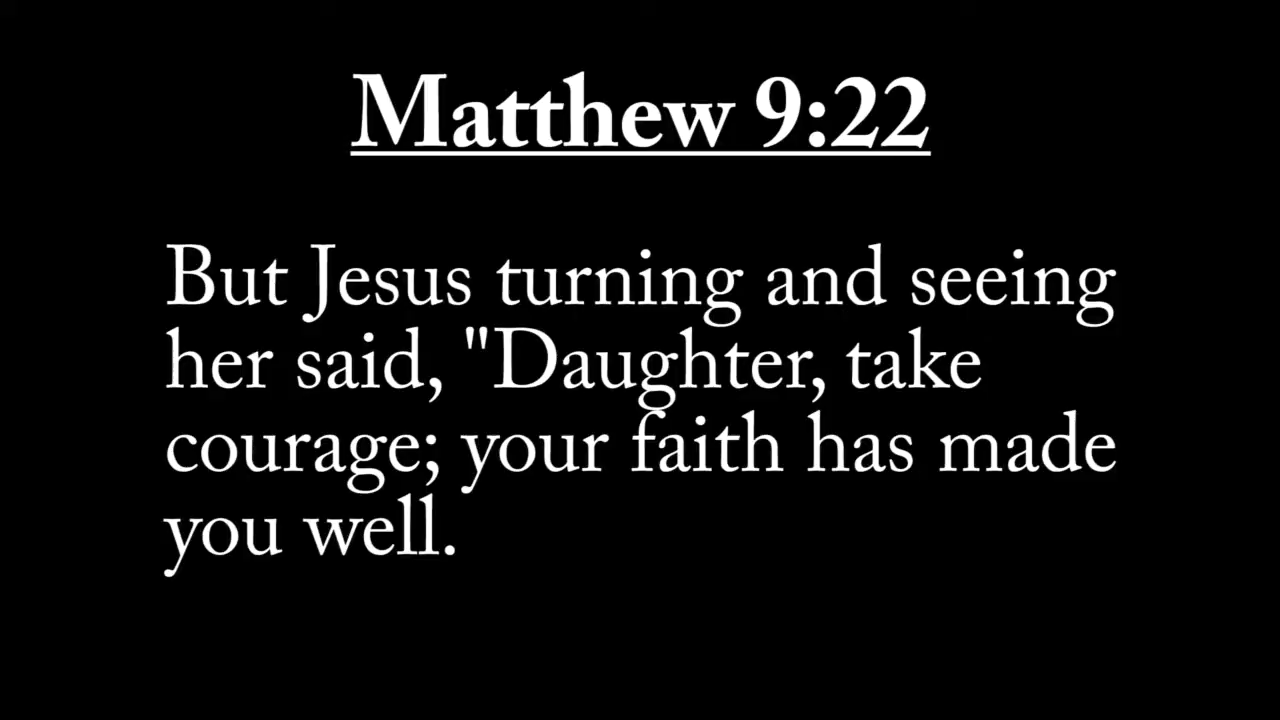 Matthew 9:22
But Jesus turning and seeing
her said, "Daughter, take
courage; your faith has made
you well.